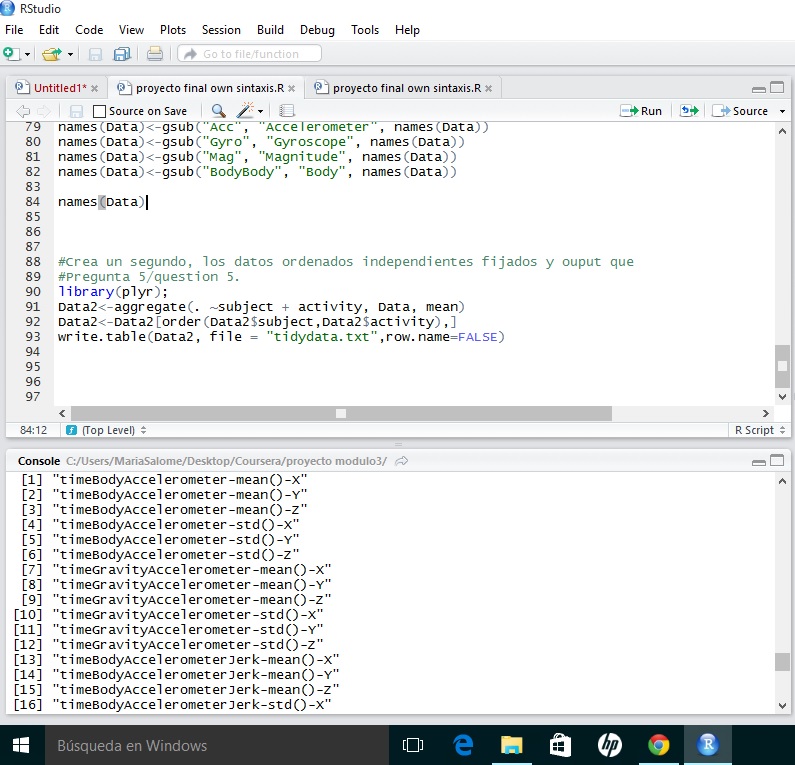 RStudio
File Edit Code View Plots Session Build Debug Tools Help
Go to file/function
Untitled1* × proyecto final own sintaxis.R × proyecto final own sintaxis.R ×
Source on Save Run Source
79 names(Data)<-gsub("Acc", "Accelerometer", names(Data))
80 names(Data)<-gsub("Gyro", "Gyroscope", names(Data))
81 names(Data)<-gsub("Mag", "Magnitude", names(Data))
82 names(Data)<-gsub("BodyBody", "Body", names(Data))
83
84 names(Data)
85
86
87
88 #Crea un segundo, los datos ordenados independientes fijados y ouput que
89 #Pregunta 5/question 5.
90 library(plyr);
91 Data2<-aggregate(. ~subject + activity, Data, mean)
92 Data2<-Data2[order(Data2$subject,Data2$activity),]
93 write.table(Data2, file = "tidydata.txt",row.name=FALSE)
94
95
96
97
84:12 (Top Level) R Script
Console C:/Users/MariaSalome/Desktop/Coursera/proyecto modulo3/
[1] "timeBodyAccelerometer-mean()-X"
[2] "timeBodyAccelerometer-mean()-Y"
[3] "timeBodyAccelerometer-mean()-Z"
[4] "timeBodyAccelerometer-std()-X"
[5] "timeBodyAccelerometer-std()-Y"
[6] "timeBodyAccelerometer-std()-Z"
[7] "timeGravityAccelerometer-mean()-X"
[8] "timeGravityAccelerometer-mean()-Y"
[9] "timeGravityAccelerometer-mean()-Z"
[10] "timeGravityAccelerometer-std()-X"
[11] "timeGravityAccelerometer-std()-Y"
[12] "timeGravityAccelerometer-std()-Z"
[13] "timeBodyAccelerometerJerk-mean()-X"
[14] "timeBodyAccelerometerJerk-mean()-Y"
[15] "timeBodyAccelerometerJerk-mean()-Z"
[16] "timeBodyAccelerometerJerk-std()-X"
Búsqueda en Windows
hp
R